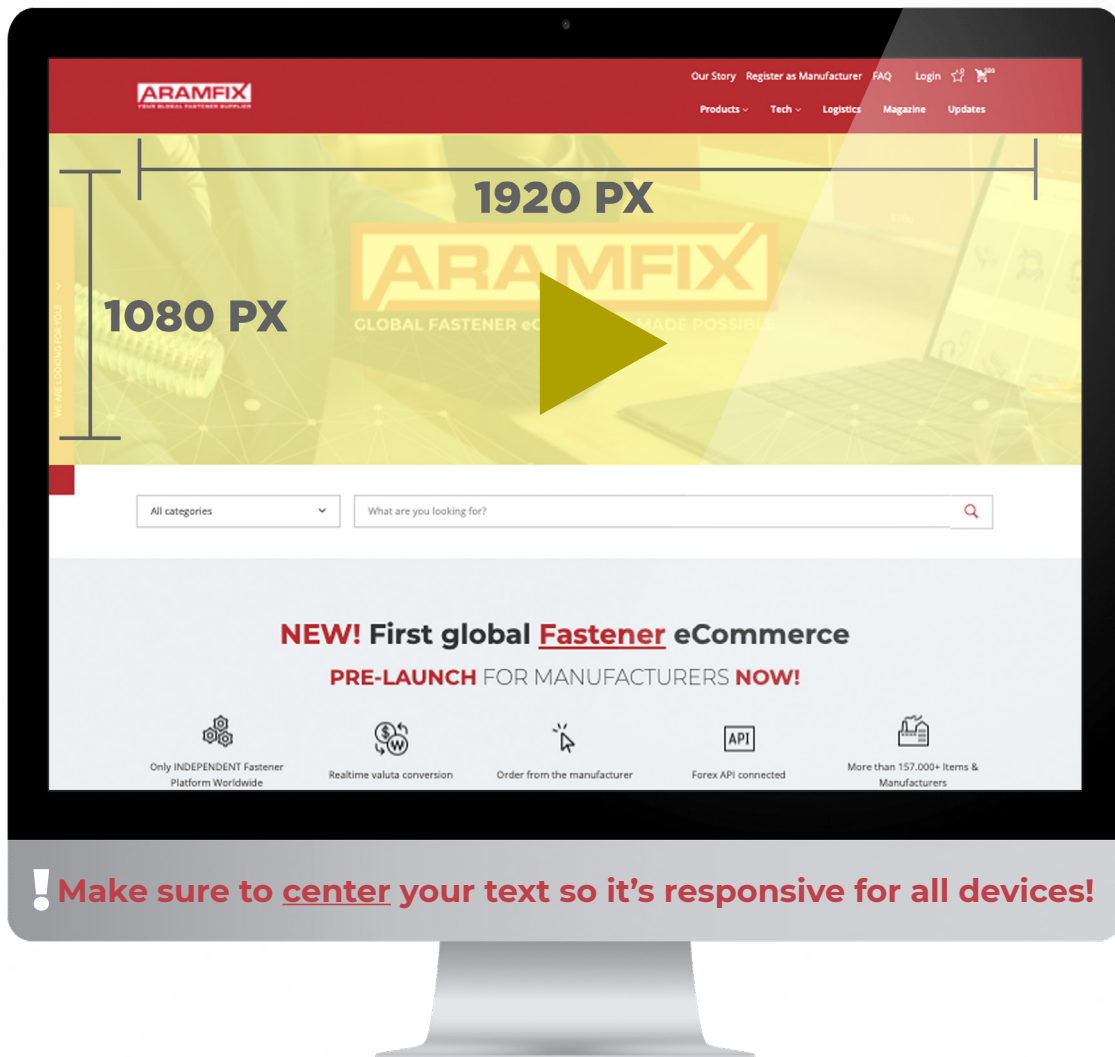 Our Story Register as Manufacturer FAQ Login
ARAMFIX
YOUR GLOBAL FASTENER SUPPLIER
Products Tech Logistics Magazine Updates
1920 PX
ARAMFIX
1080 PX
GLOBAL FASTENER MADE POSSIBLE
WE ARE LOOKING FOR YOU!
All categories What are you looking for?
NEW! First global Fastener eCommerce
PRE-LAUNCH FOR MANUFACTURERS NOW!
API
Only INDEPENDENT Fastener
Platform Worldwide
Realtime valuta conversion
Order from the manufacturer
Forex API connected
More than 157.000+ Items &
Manufacturers
! Make sure to center your text so it’s responsive for all devices!